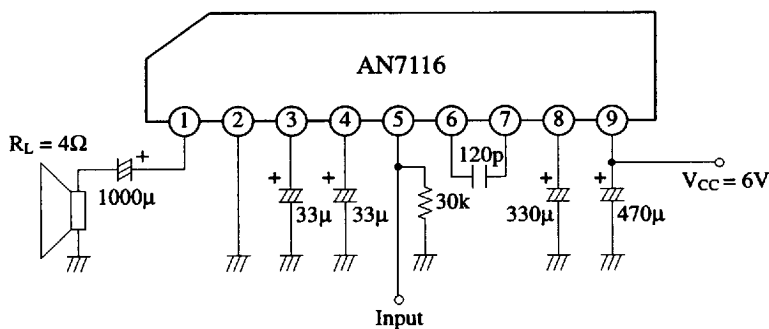 AN7116
1 2 3 4 5 6 7 8 9
R_L = 4Ω
+
1000μ
+
33μ
+
33μ
30k
120p
+
330μ
+
470μ
V_CC = 6V
Input